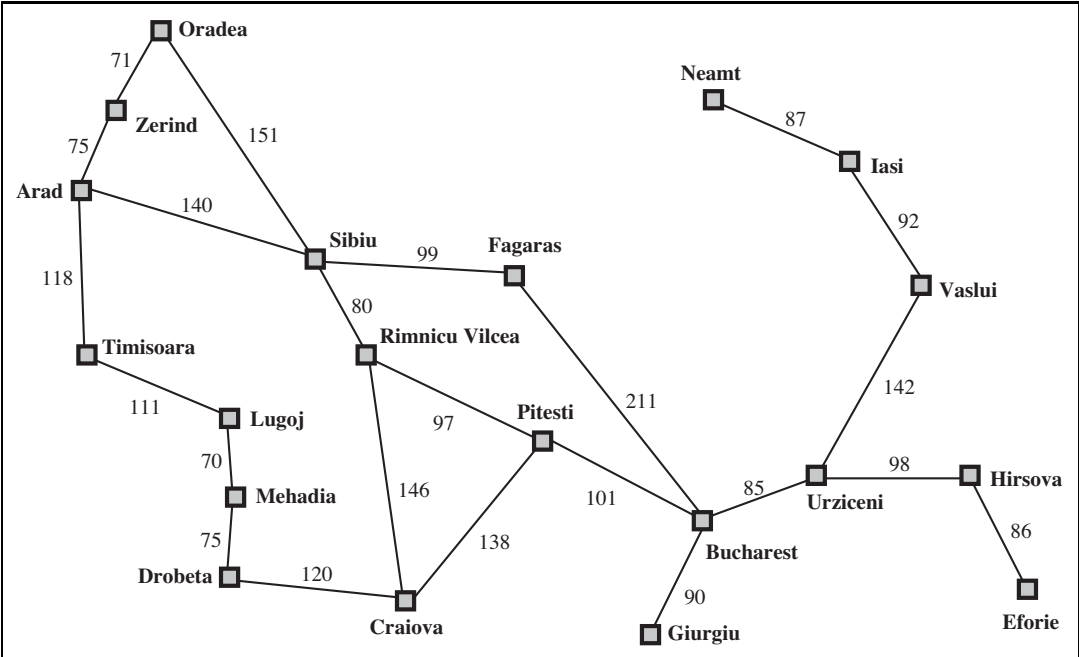 Oradea
71
Neamt
87
Zerind
151
75
Iasi
Arad
140
92
Sibiu
Fagaras
99
118
Vaslui
80
Timisoara
Rimnicu Vilcea
142
111
211
Lugoj
97
Pitesti
70
98
Hirsova
146
85
Mehadia
101
Urziceni
86
75
138
Bucharest
Drobeta
120
90
Eforie
Craiova
Giurgiu